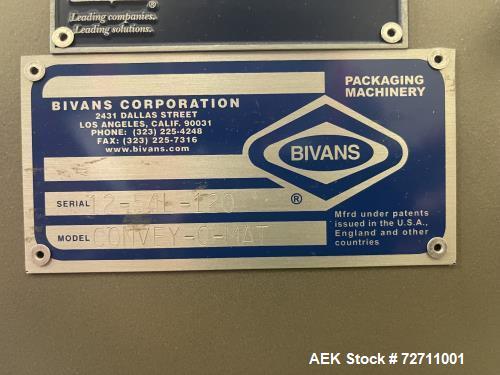 ®
Leading companies.
Leading solutions.
PACKAGING
MACHINERY
BIVANS CORPORATION
2431 DALLAS STREET
LOS ANGELES, CALIF. 90031
PHONE: (323) 225-4248
FAX: (323) 225-7316
www.bivans.com
BIVANS
®
SERIAL 12-54L-120
MODEL CONVEY-O-MAT
Mfrd under patents
issued in the U.S.A.,
England and other
countries
AEK Stock # 72711001